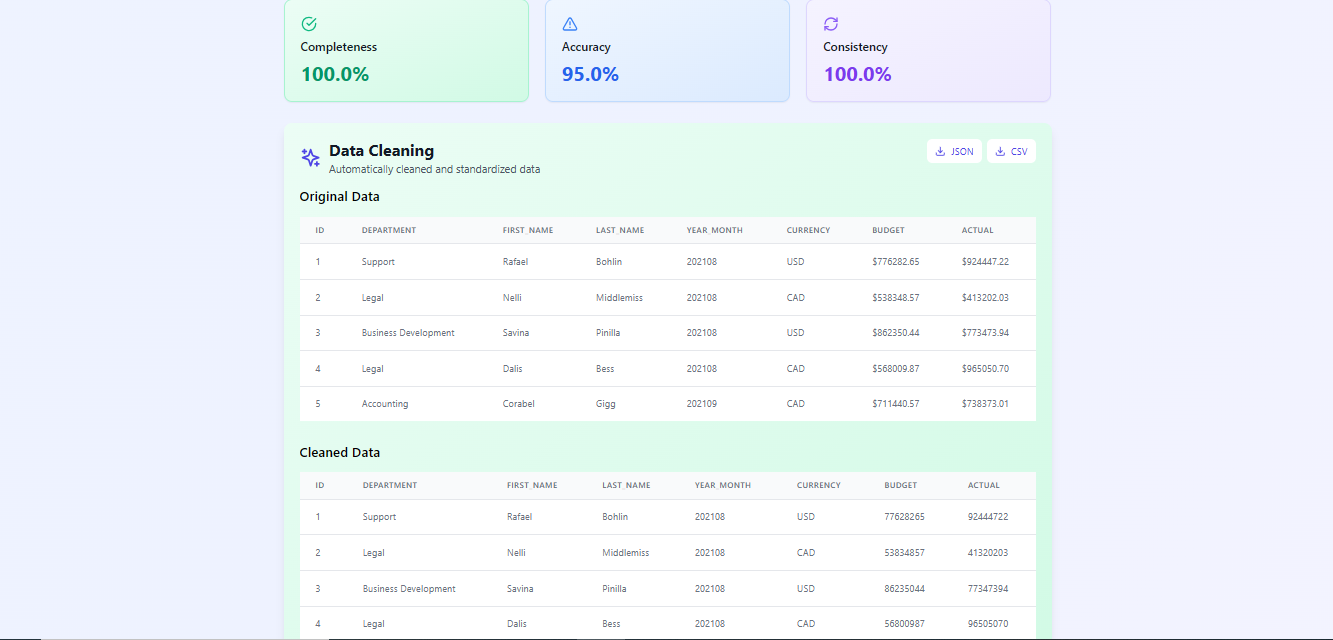 Completeness Accuracy Consistency
100.0% 95.0% 100.0%
Data Cleaning
Automatically cleaned and standardized data
JSON CSV
Original Data
ID DEPARTMENT FIRST_NAME LAST_NAME YEAR_MONTH CURRENCY BUDGET ACTUAL
1 Support Rafael Bohlin 202108 USD $776282.65 $924447.22
2 Legal Nelli Middlemiss 202108 CAD $538348.57 $413202.03
3 Business Development Savina Pinilla 202108 USD $862350.44 $773473.94
4 Legal Dalis Bess 202108 CAD $568009.87 $965050.70
5 Accounting Corabel Gigg 202109 CAD $711440.57 $738373.01
Cleaned Data
ID DEPARTMENT FIRST_NAME LAST_NAME YEAR_MONTH CURRENCY BUDGET ACTUAL
1 Support Rafael Bohlin 202108 USD 77628265 92444722
2 Legal Nelli Middlemiss 202108 CAD 53834857 41320203
3 Business Development Savina Pinilla 202108 USD 86235044 77347394
4 Legal Dalis Bess 202108 CAD 56800987 96505070